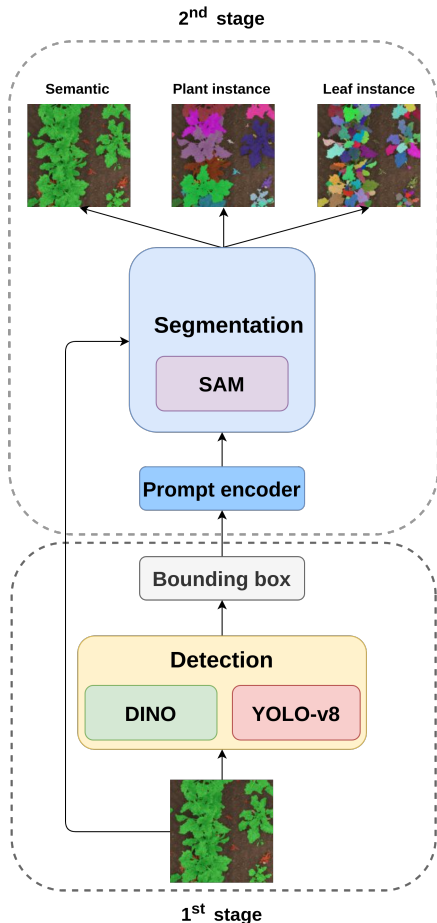 2nd stage
Semantic
Plant instance
Leaf instance
Segmentation
SAM
Prompt encoder
Bounding box
Detection
DINO
YOLO-v8
1st stage